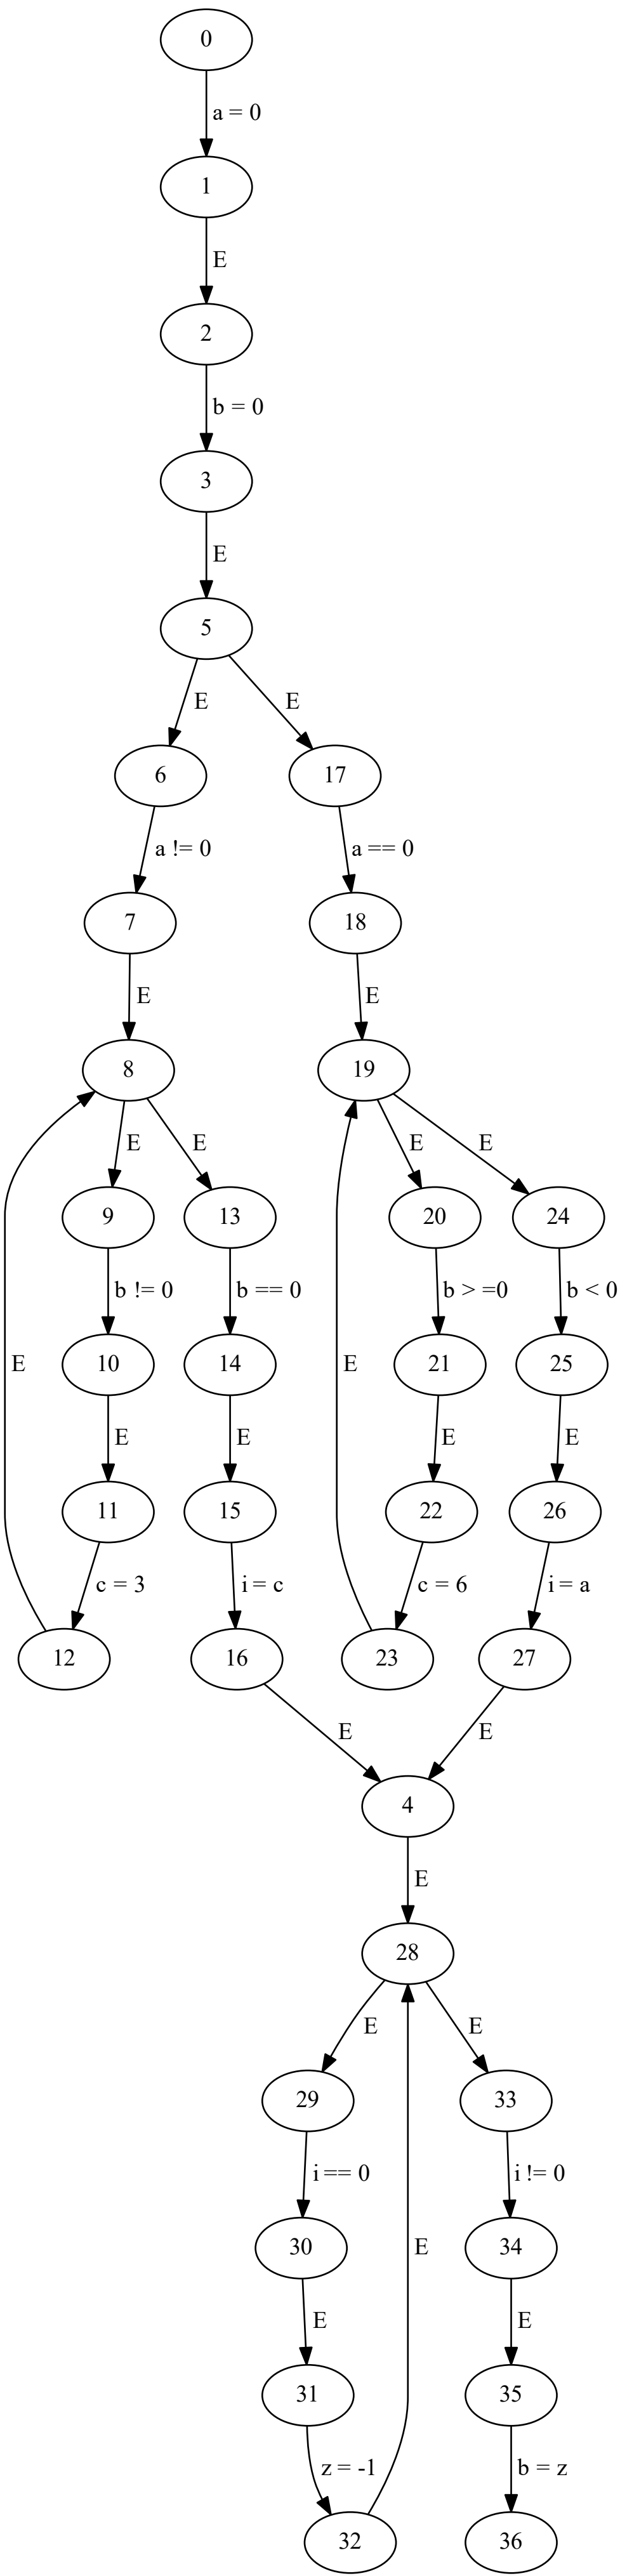 0
a = 0
1
E
2
b = 0
3
E
5
E E
6 17
a != 0 a == 0
7 18
E E
8 19
E E E E
9 13 20 24
b != 0 b == 0 b > =0 b < 0
10 14 21 25
E E E E E E
11 15 22 26
c = 3 i = c c = 6 i = a
12 16 23 27
E E
4
E
28
E E
29 33
i == 0 i != 0
30 E 34
E E
31 35
z = -1 b = z
32 36